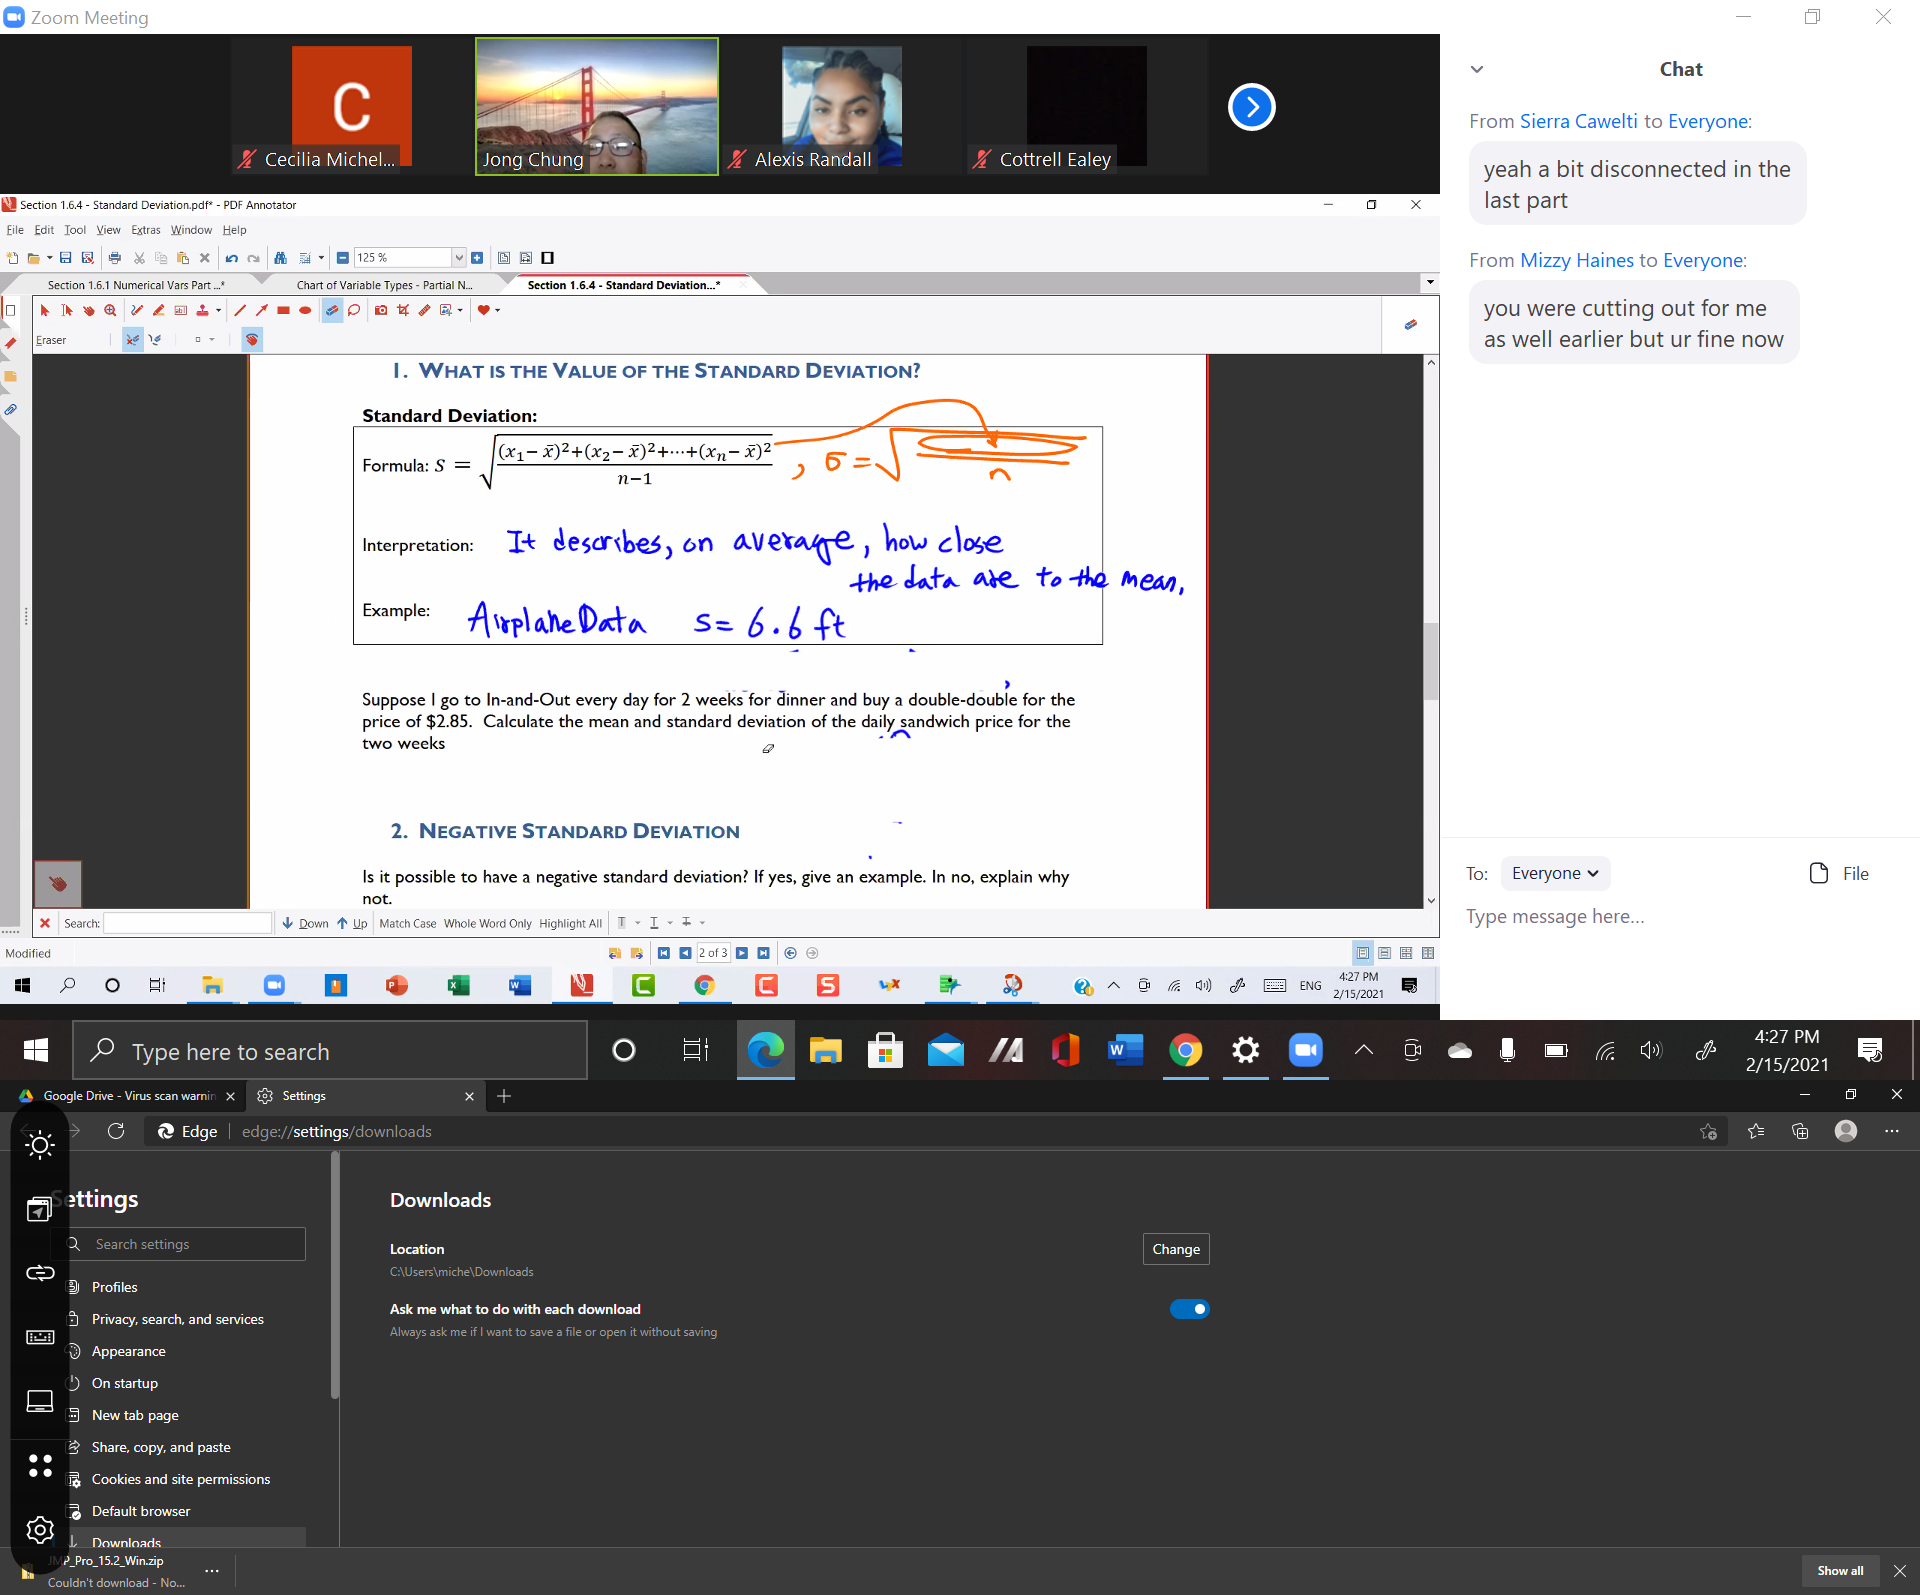 Zoom Meeting
C
Cecilia Michel...
Jong Chung
Alexis Randall
Cottrell Ealey
Chat
From Sierra Cawelti to Everyone:
yeah a bit disconnected in the
last part
From Mizzy Haines to Everyone:
you were cutting out for me
as well earlier but ur fine now
To: Everyone
File
Type message here...
Section 1.6.4 - Standard Deviation.pdf* - PDF Annotator
File Edit Tool View Extras Window Help
125 %
Section 1.6.1 Numerical Vars Part ...*
Chart of Variable Types - Partial N...
Section 1.6.4 - Standard Deviation...*
Eraser
1. WHAT IS THE VALUE OF THE STANDARD DEVIATION?
Standard Deviation:
Formula: s = √((x₁− x̄)²+(x₂− x̄)²+⋯+(xₙ− x̄)² / n−1) , σ = √( / n)
Interpretation: It describes, on average, how close
the data are to the mean.
Example: Airplane Data s= 6.6 ft
Suppose I go to In-and-Out every day for 2 weeks for dinner and buy a double-double for the
price of $2.85. Calculate the mean and standard deviation of the daily sandwich price for the
two weeks
2. NEGATIVE STANDARD DEVIATION
Is it possible to have a negative standard deviation? If yes, give an example. In no, explain why
not.
Search: Down Up Match Case Whole Word Only Highlight All
Modified
2 of 3
ENG
4:27 PM
2/15/2021
Type here to search
4:27 PM
2/15/2021
Google Drive - Virus scan warnin
Settings
Edge edge://settings/downloads
Settings
Search settings
Profiles
Privacy, search, and services
Appearance
On startup
New tab page
Share, copy, and paste
Cookies and site permissions
Default browser
Downloads
Downloads
Location
C:\Users\miche\Downloads
Change
Ask me what to do with each download
Always ask me if I want to save a file or open it without saving
JMP_Pro_15.2_Win.zip
Couldn't download - No...
Show all